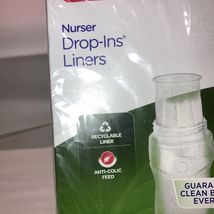 Nurser
Drop-Ins®
Liners
RECYCLABLE
LINER
ANTI-COLIC
FEED
GUARA
CLEAN B
EVER